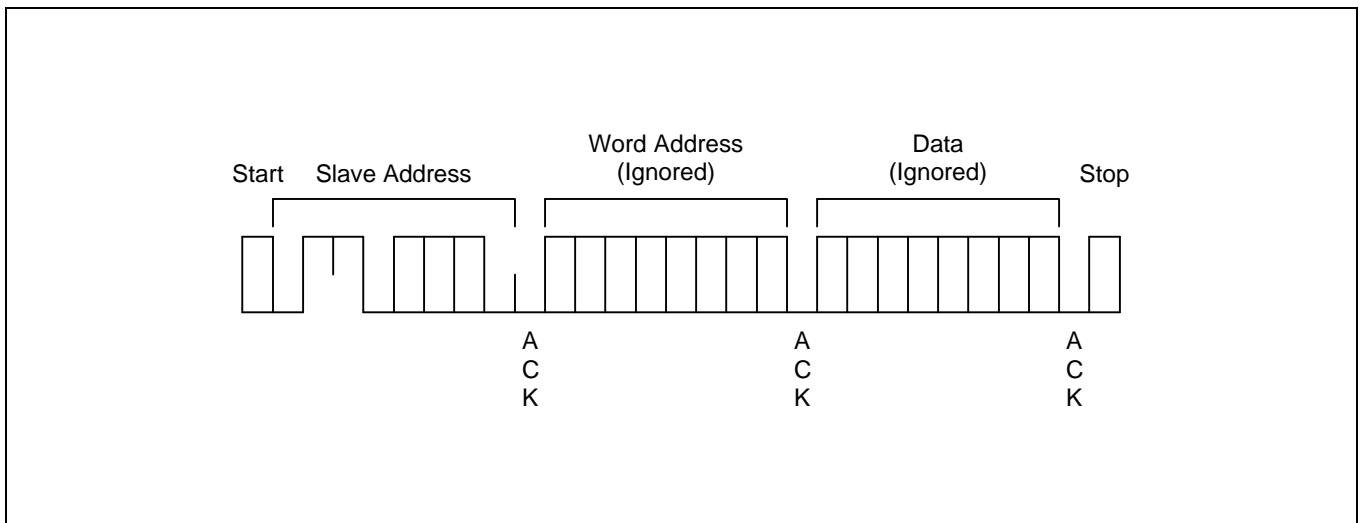 Start
Slave Address
Word Address
(Ignored)
Data
(Ignored)
Stop
A
C
K
A
C
K
A
C
K